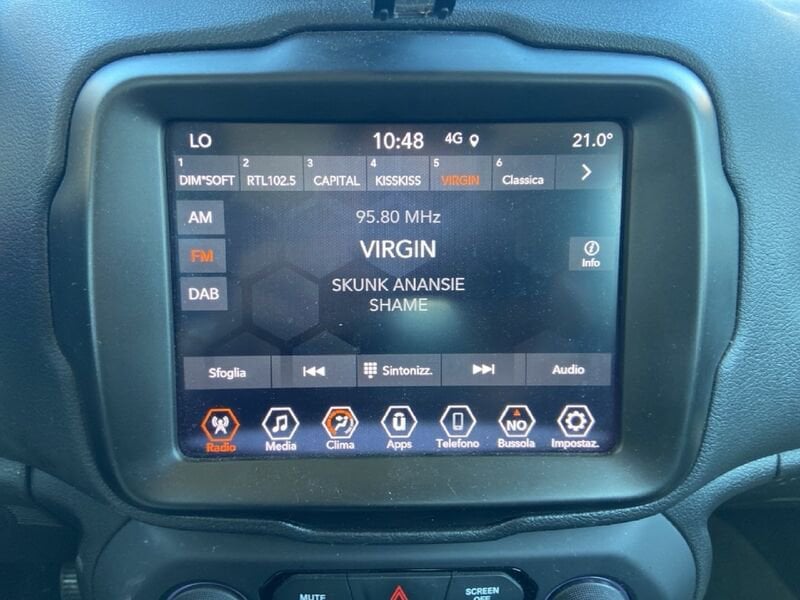 LO 10:48 4G 21.0°
1 2 3 4 5 6
DIM*SOFT RTL102.5 CAPITAL KISSKISS VIRGIN Classica
AM 95.80 MHz
VIRGIN
FM Info
SKUNK ANANSIE
DAB SHAME
Sfoglia Sintonizz. Audio
NO
Radio Media Clima Apps Telefono Bussola Impostaz.
MUTE SCREEN
OFF